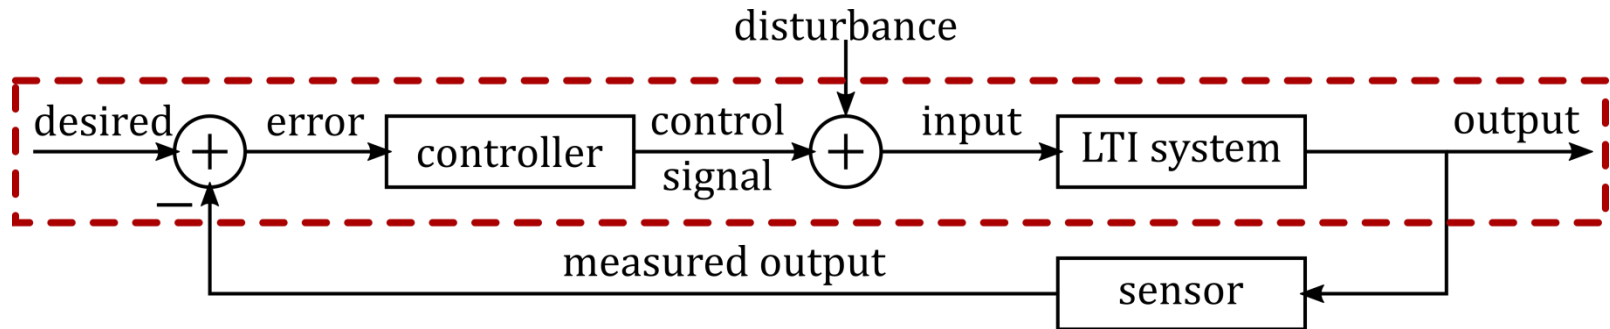 disturbance
desired
error
controller
control
signal
input
LTI system
output
measured output
sensor